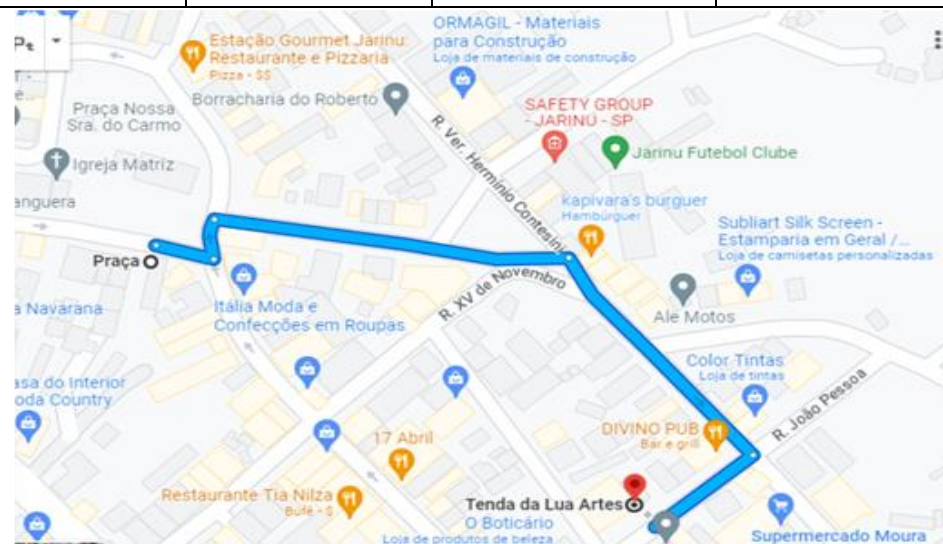 ORMAGIL - Materiais
para Construção
Loja de materiais de construção
Estação Gourmet Jarinu:
Restaurante e Pizzaria
Pizza - $$
Borracharia do Roberto
Praça Nossa
Sra. do Carmo
Igreja Matriz
SAFETY GROUP
- JARINU - SP
Jarinu Futebol Clube
R. Ver. Hermínio Contesini
anguera
kapivara's burguer
Hambúrguer
Subliart Silk Screen -
Estamparia em Geral /...
Loja de camisetas personalizadas
Praça
R. XV de Novembro
a Navarana
Itália Moda e
Confecções em Roupas
Ale Motos
Color Tintas
Loja de tintas
asa do Interior
oda Country
R. João Pessoa
DIVINO PUB
Bar e grill
17 Abril
Restaurante Tia Nilza
Bufê - $
Tenda da Lua Artes
O Boticário
Loja de produtos de beleza
Supermercado Moura